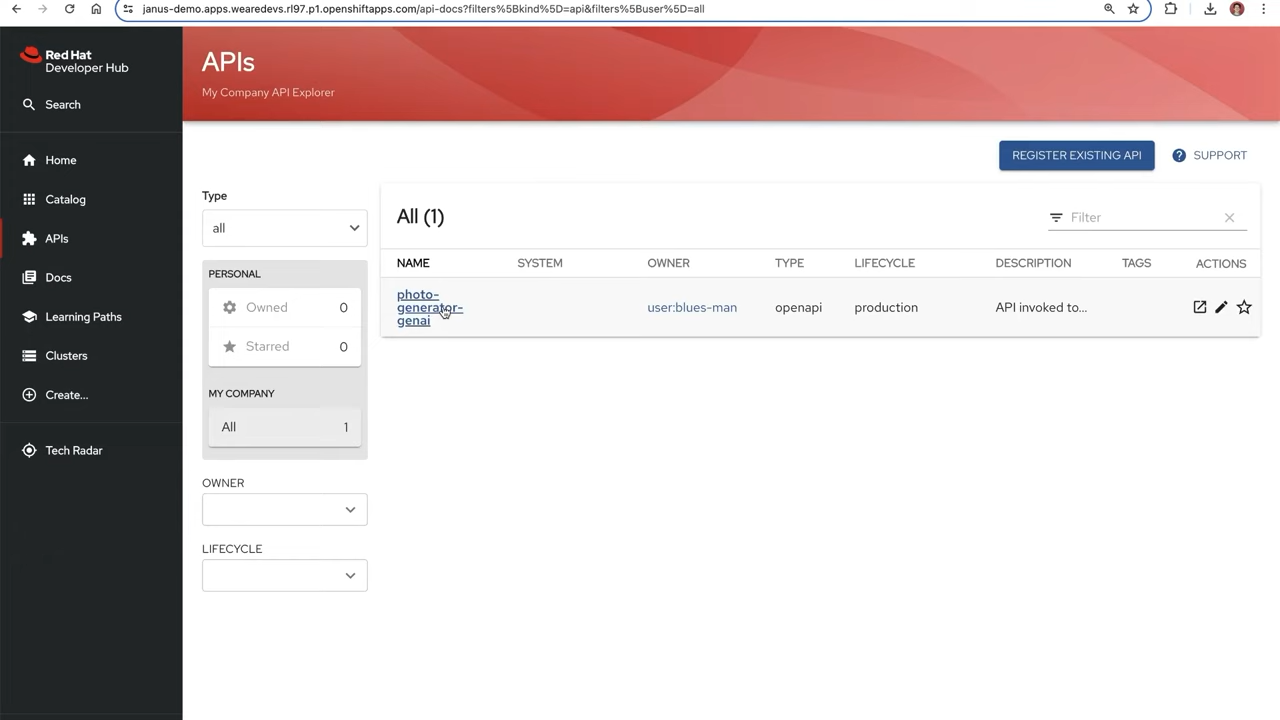 janus-demo.apps.wearedevs.rl97.p1.openshiftapps.com/api-docs?filters%5Bkind%5D=api&filters%5Buser%5D=all
Red Hat
Developer Hub
Search
Home
Catalog
APIs
Docs
Learning Paths
Clusters
Create...
Tech Radar
APIs
My Company API Explorer
REGISTER EXISTING API
SUPPORT
Type
all
PERSONAL
Owned 0
Starred 0
MY COMPANY
All 1
OWNER
LIFECYCLE
All (1)
Filter
NAME SYSTEM OWNER TYPE LIFECYCLE DESCRIPTION TAGS ACTIONS
photo-
generator-
genai
user:blues-man openapi production API invoked to...